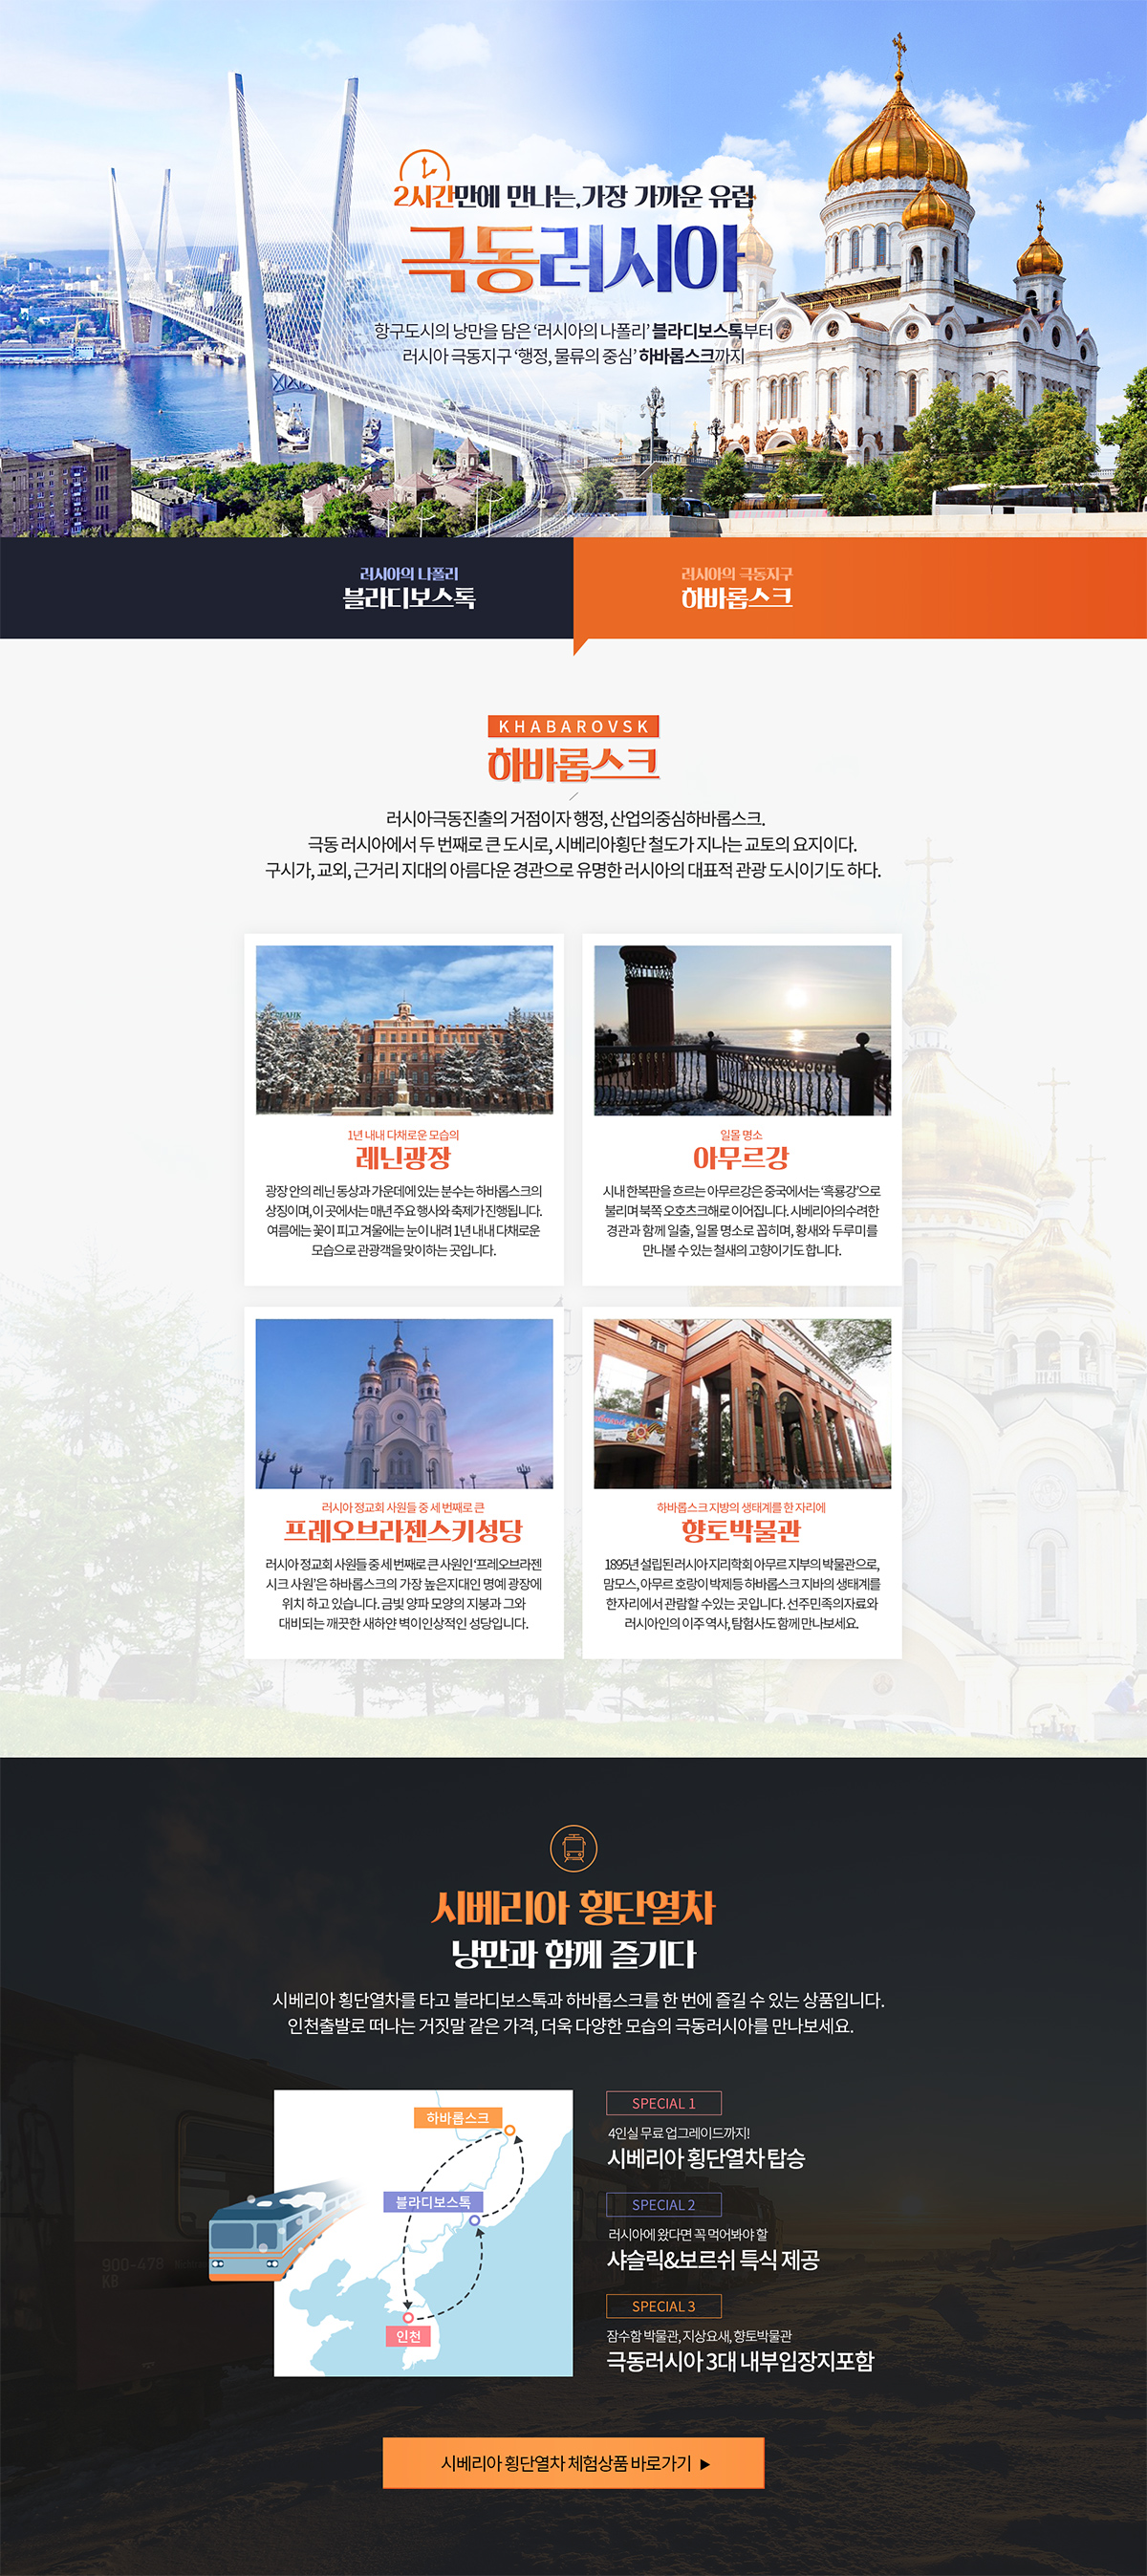 2시간만에 만나는,가장 가까운 유럽
극동러시아
항구도시의 낭만을 담은 ‘러시아의 나폴리’ 블라디보스톡부터
러시아 극동지구 ‘행정, 물류의 중심’ 하바롭스크까지
러시아의 나폴리
블라디보스톡
러시아의 극동지구
하바롭스크
KHABAROVSK
하바롭스크
러시아극동진출의 거점이자 행정, 산업의중심하바롭스크.
극동 러시아에서 두 번째로 큰 도시로, 시베리아횡단 철도가 지나는 교토의 요지이다.
구시가, 교외, 근거리 지대의 아름다운 경관으로 유명한 러시아의 대표적 관광 도시이기도 하다.
1년 내내 다채로운 모습의
레닌광장
광장 안의 레닌 동상과 가운데에 있는 분수는 하바롭스크의
상징이며, 이 곳에서는 매년 주요 행사와 축제가 진행됩니다.
여름에는 꽃이 피고 겨울에는 눈이 내려 1년 내내 다채로운
모습으로 관광객을 맞이하는 곳입니다.
일몰 명소
아무르강
시내 한복판을 흐르는 아무르강은 중국에서는 ‘흑룡강’으로
불리며 북쪽 오호츠크해로 이어집니다. 시베리아의수려한
경관과 함께 일출, 일몰 명소로 꼽히며, 황새와 두루미를
만나볼 수 있는 철새의 고향이기도 합니다.
러시아 정교회 사원들 중 세 번째로 큰
프레오브라젠스키성당
러시아 정교회 사원들 중 세 번째로 큰 사원인 ‘프레오브라젠
시크 사원’은 하바롭스크의 가장 높은지대인 명예 광장에
위치 하고 있습니다. 금빛 양파 모양의 지붕과 그와
대비되는 깨끗한 새하얀 벽이인상적인 성당입니다.
하바롭스크 지방의 생태계를 한 자리에
향토박물관
1895년 설립된 러시아 지리학회 아무르 지부의 박물관으로,
맘모스, 아무르 호랑이 박제등 하바롭스크 지바의 생태계를
한자리에서 관람할 수있는 곳입니다. 선주민족의자료와
러시아인의 이주 역사, 탐험사도 함께 만나보세요.
시베리아 횡단열차
낭만과 함께 즐기다
시베리아 횡단열차를 타고 블라디보스톡과 하바롭스크를 한 번에 즐길 수 있는 상품입니다.
인천출발로 떠나는 거짓말 같은 가격, 더욱 다양한 모습의 극동러시아를 만나보세요.
하바롭스크
블라디보스톡
인천
900-478
KB
SPECIAL 1
4인실 무료 업그레이드까지!
시베리아 횡단열차 탑승
SPECIAL 2
러시아에 왔다면 꼭 먹어봐야 할
샤슬릭&보르쉬 특식 제공
SPECIAL 3
잠수함 박물관, 지상요새, 향토박물관
극동러시아 3대 내부입장지포함
시베리아 횡단열차 체험상품 바로가기 ▶